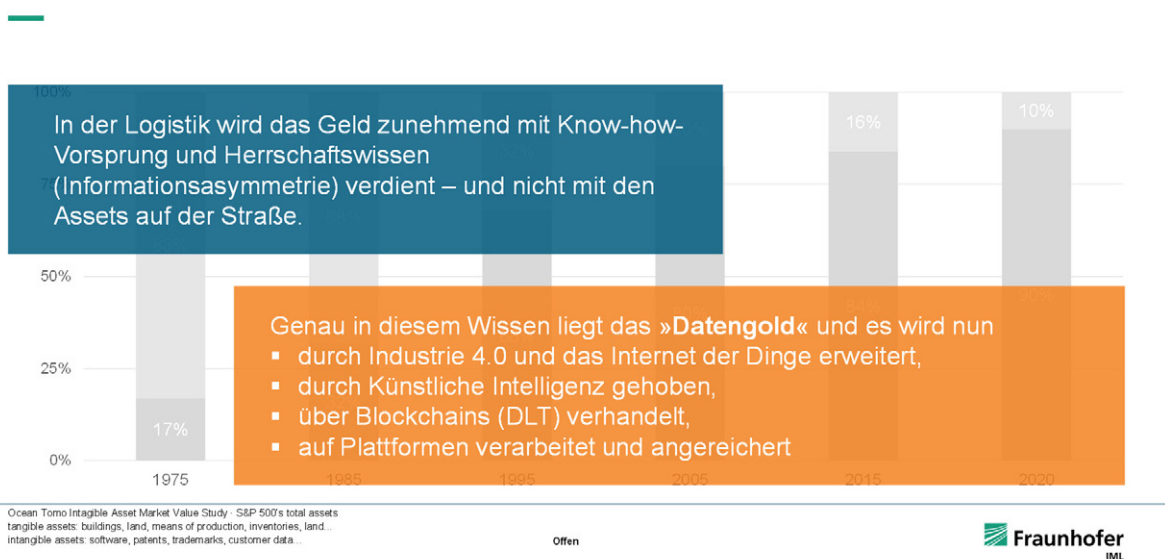 100%
In der Logistik wird das Geld zunehmend mit Know-how-
Vorsprung und Herrschaftswissen
(Informationsasymmetrie) verdient – und nicht mit den
Assets auf der Straße.
16%
10%
50%
Genau in diesem Wissen liegt das »Datengold« und es wird nun
▪ durch Industrie 4.0 und das Internet der Dinge erweitert,
▪ durch Künstliche Intelligenz gehoben,
▪ über Blockchains (DLT) verhandelt,
▪ auf Plattformen verarbeitet und angereichert
84%
90%
25%
17%
0%
1975
1985
1995
2005
2015
2020
Ocean Tomo Intagible Asset Market Value Study · S&P 500's total assets
tangible assets: buildings, land, means of production, inventories, land...
intangible assets: software, patents, trademarks, customer data...
Offen
Fraunhofer
IML